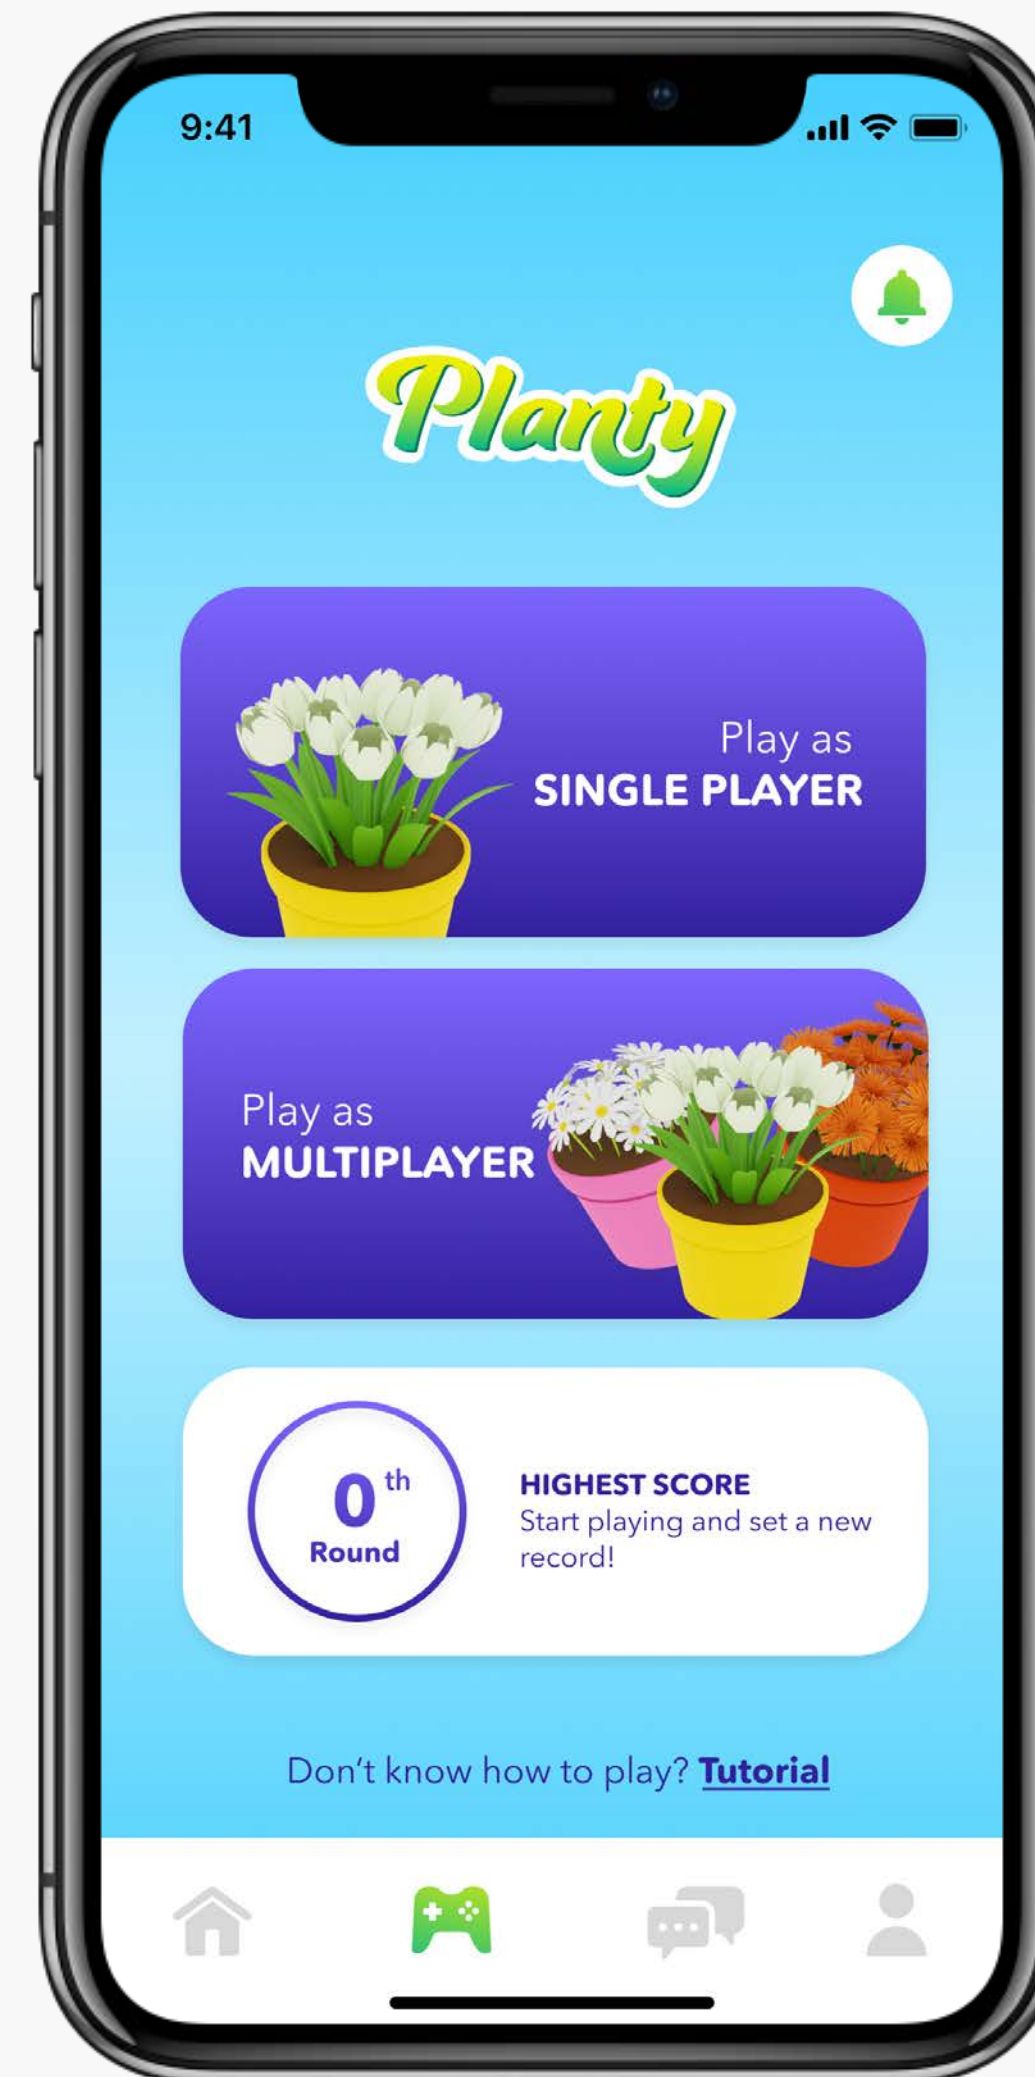 9:41
Planty
Play as
SINGLE PLAYER
Play as
MULTIPLAYER
0th
Round
HIGHEST SCORE
Start playing and set a new
record!
Don't know how to play? Tutorial